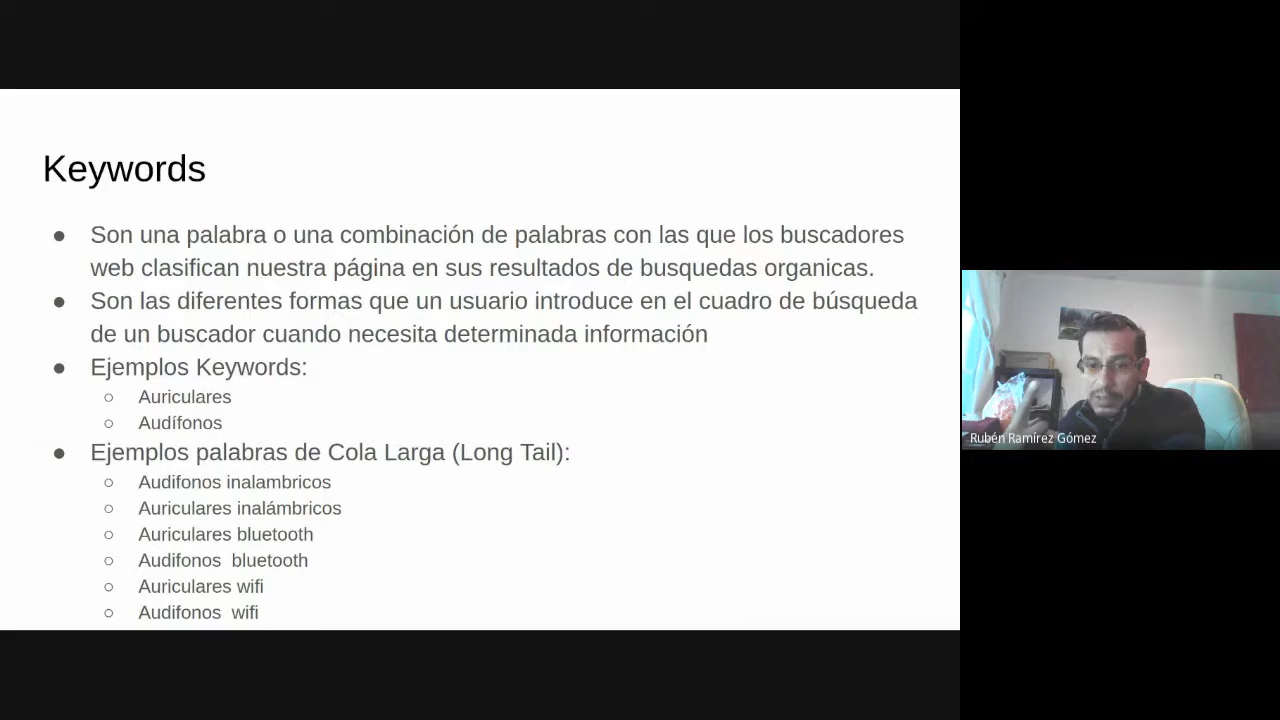 Keywords
● Son una palabra o una combinación de palabras con las que los buscadores
web clasifican nuestra página en sus resultados de busquedas organicas.
● Son las diferentes formas que un usuario introduce en el cuadro de búsqueda
de un buscador cuando necesita determinada información
● Ejemplos Keywords:
○ Auriculares
○ Audífonos
● Ejemplos palabras de Cola Larga (Long Tail):
○ Audifonos inalambricos
○ Auriculares inalámbricos
○ Auriculares bluetooth
○ Audifonos  bluetooth
○ Auriculares wifi
○ Audifonos  wifi
Rubén Ramírez Gómez